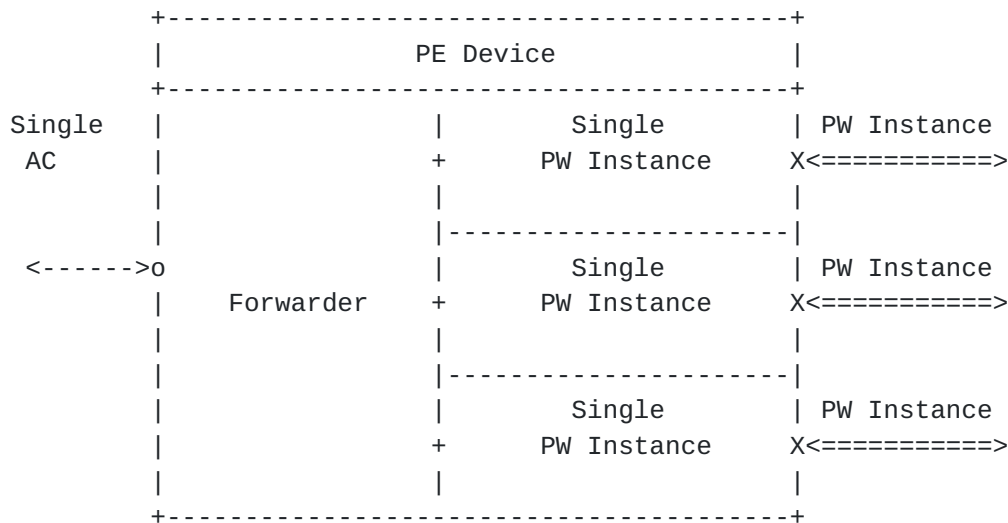 +----------------------------------------+
| PE Device |
+----------------------------------------+
Single | | Single | PW Instance
AC | + PW Instance X<===========>
| | |
| |----------------------|
<------>o | Single | PW Instance
| Forwarder + PW Instance X<===========>
| | |
| |----------------------|
| | Single | PW Instance
| + PW Instance X<===========>
| | |
+----------------------------------------+